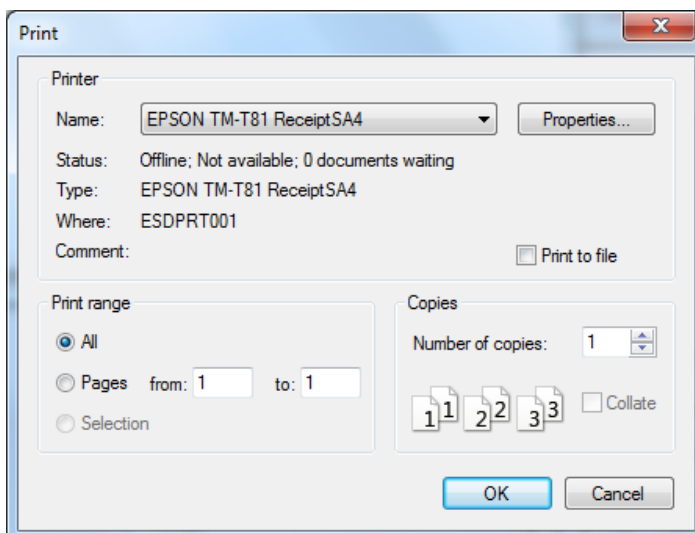 Print
Printer
Name: EPSON TM-T81 ReceiptSA4 Properties...
Status: Offline; Not available; 0 documents waiting
Type: EPSON TM-T81 ReceiptSA4
Where: ESDPRT001
Comment: Print to file
Print range
All
Pages from: 1 to: 1
Selection
Copies
Number of copies: 1
1 1 2 2 3 3 Collate
OK Cancel